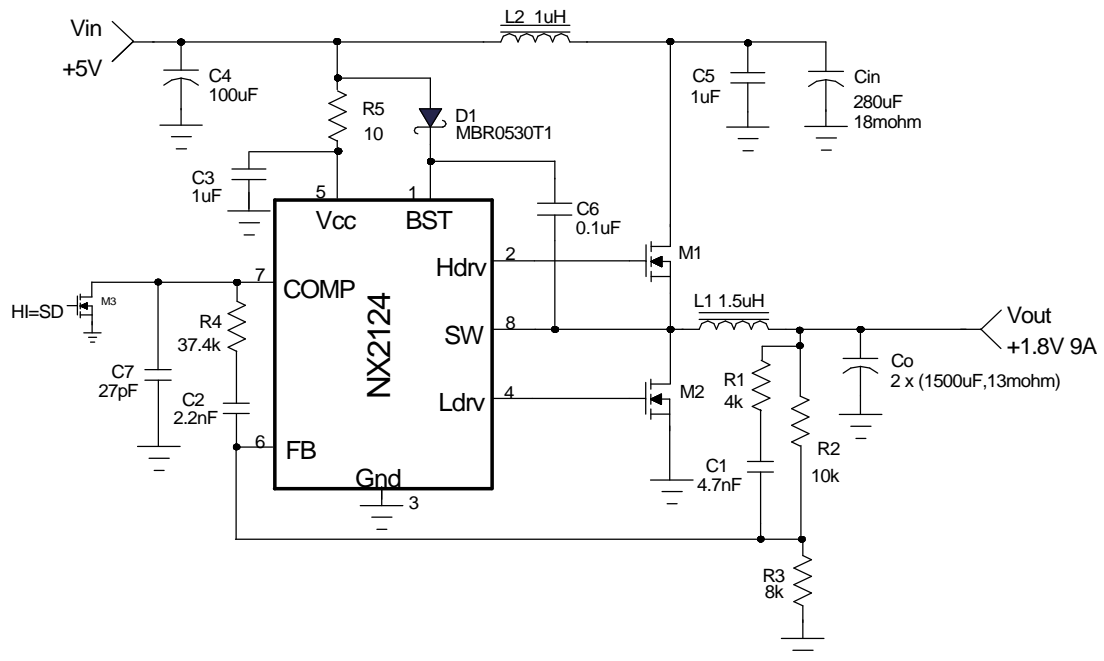 Vin
+5V
C4
100uF
L2 1uH
C5
1uF
Cin
280uF
18mohm
R5
10
D1
MBR0530T1
C3
1uF
5
1
Vcc
BST
C6
0.1uF
Hdrv
2
M1
HI=SD
M3
7
COMP
R4
37.4k
NX2124
SW
8
L1 1.5uH
Vout
+1.8V 9A
Co
2 x (1500uF,13mohm)
C7
27pF
C2
2.2nF
Ldrv
4
M2
R1
4k
R2
10k
6
FB
C1
4.7nF
Gnd
3
R3
8k